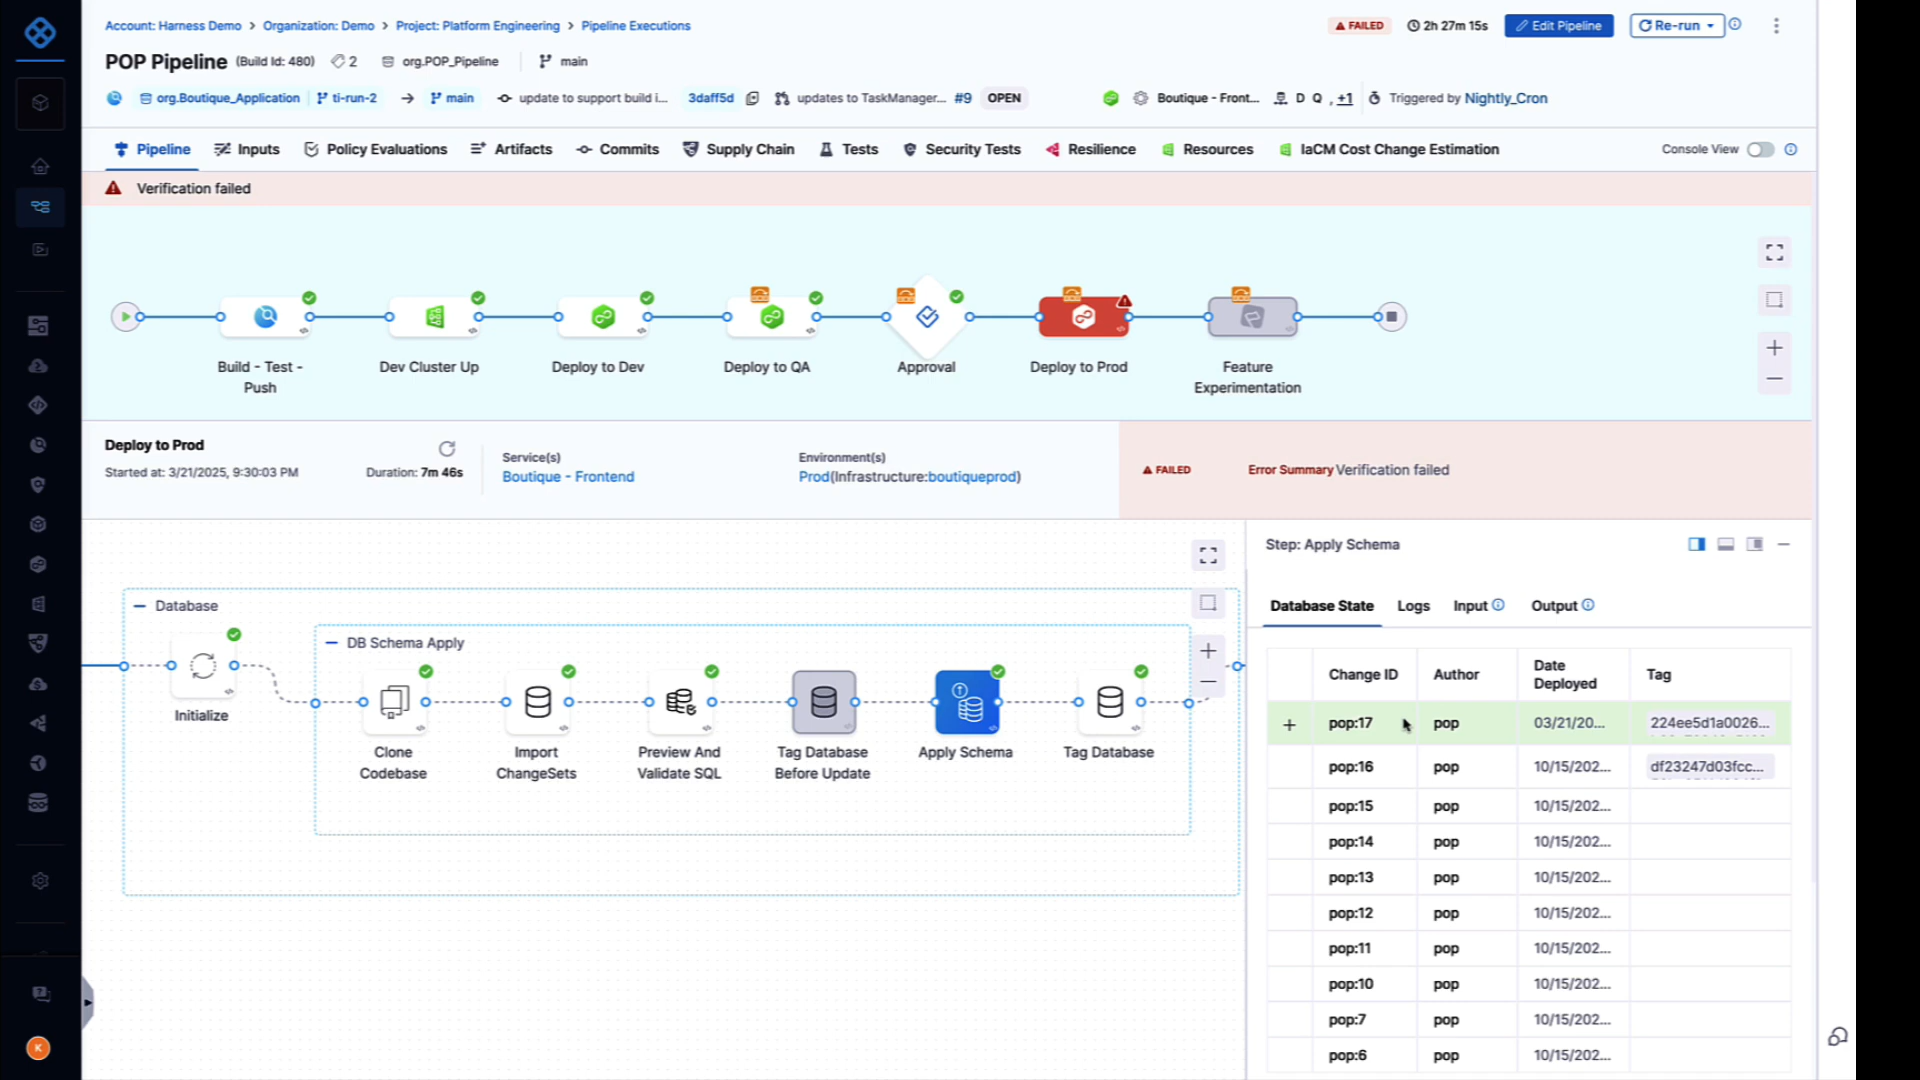 Account: Harness Demo > Organization: Demo > Project: Platform Engineering > Pipeline Executions
FAILED 2h 27m 15s Edit Pipeline Re-run
POP Pipeline (Build Id: 480) 2 org.POP_Pipeline main
org.Boutique_Application ti-run-2 → main update to support build i... 3daff5d updates to TaskManager... #9 OPEN
Boutique - Front... D Q , +1 Triggered by Nightly_Cron
Pipeline Inputs Policy Evaluations Artifacts Commits Supply Chain Tests Security Tests Resilience Resources IaCM Cost Change Estimation
Console View
Verification failed
Build - Test -
Push
Dev Cluster Up
Deploy to Dev
Deploy to QA
Approval
Deploy to Prod
Feature
Experimentation
Deploy to Prod
Started at: 3/21/2025, 9:30:03 PM
Duration: 7m 46s
Service(s)
Boutique - Frontend
Environment(s)
Prod(Infrastructure:boutiqueprod)
FAILED
Error Summary Verification failed
Database
Initialize
DB Schema Apply
Clone
Codebase
Import
ChangeSets
Preview And
Validate SQL
Tag Database
Before Update
Apply Schema
Tag Database
Step: Apply Schema
Database State Logs Input Output
Change ID Author Date
Deployed Tag
+ pop:17 pop 03/21/20... 224ee5d1a0026...
pop:16 pop 10/15/202... df23247d03fcc...
pop:15 pop 10/15/202...
pop:14 pop 10/15/202...
pop:13 pop 10/15/202...
pop:12 pop 10/15/202...
pop:11 pop 10/15/202...
pop:10 pop 10/15/202...
pop:7 pop 10/15/202...
pop:6 pop 10/15/202...
K